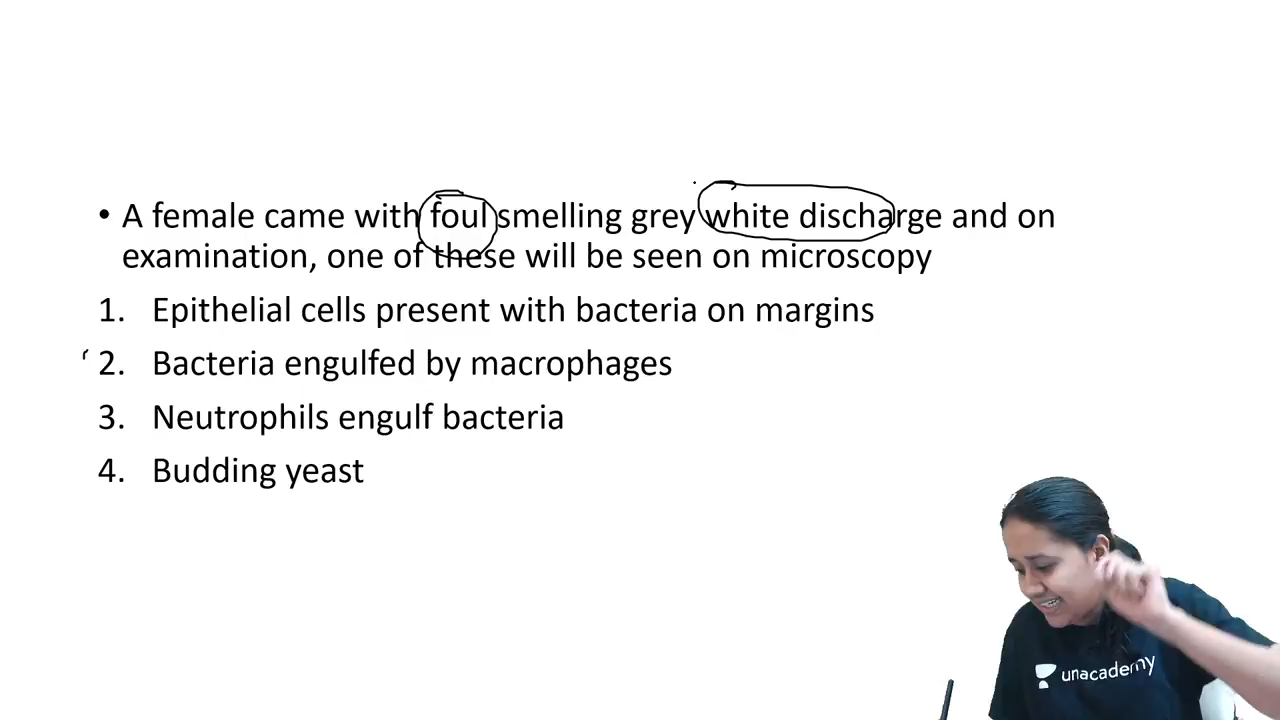 • A female came with foul smelling grey white discharge and on
examination, one of these will be seen on microscopy
1. Epithelial cells present with bacteria on margins
2. Bacteria engulfed by macrophages
3. Neutrophils engulf bacteria
4. Budding yeast
unacademy